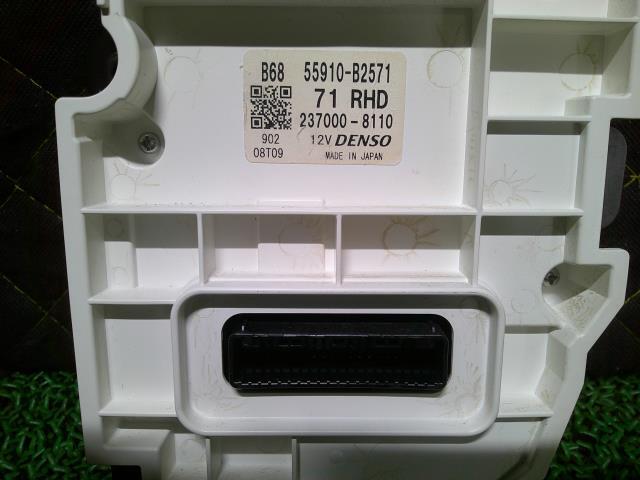 B68 55910-B2571
71 RHD
237000-8110
902 12V DENSO
08T09 MADE IN JAPAN